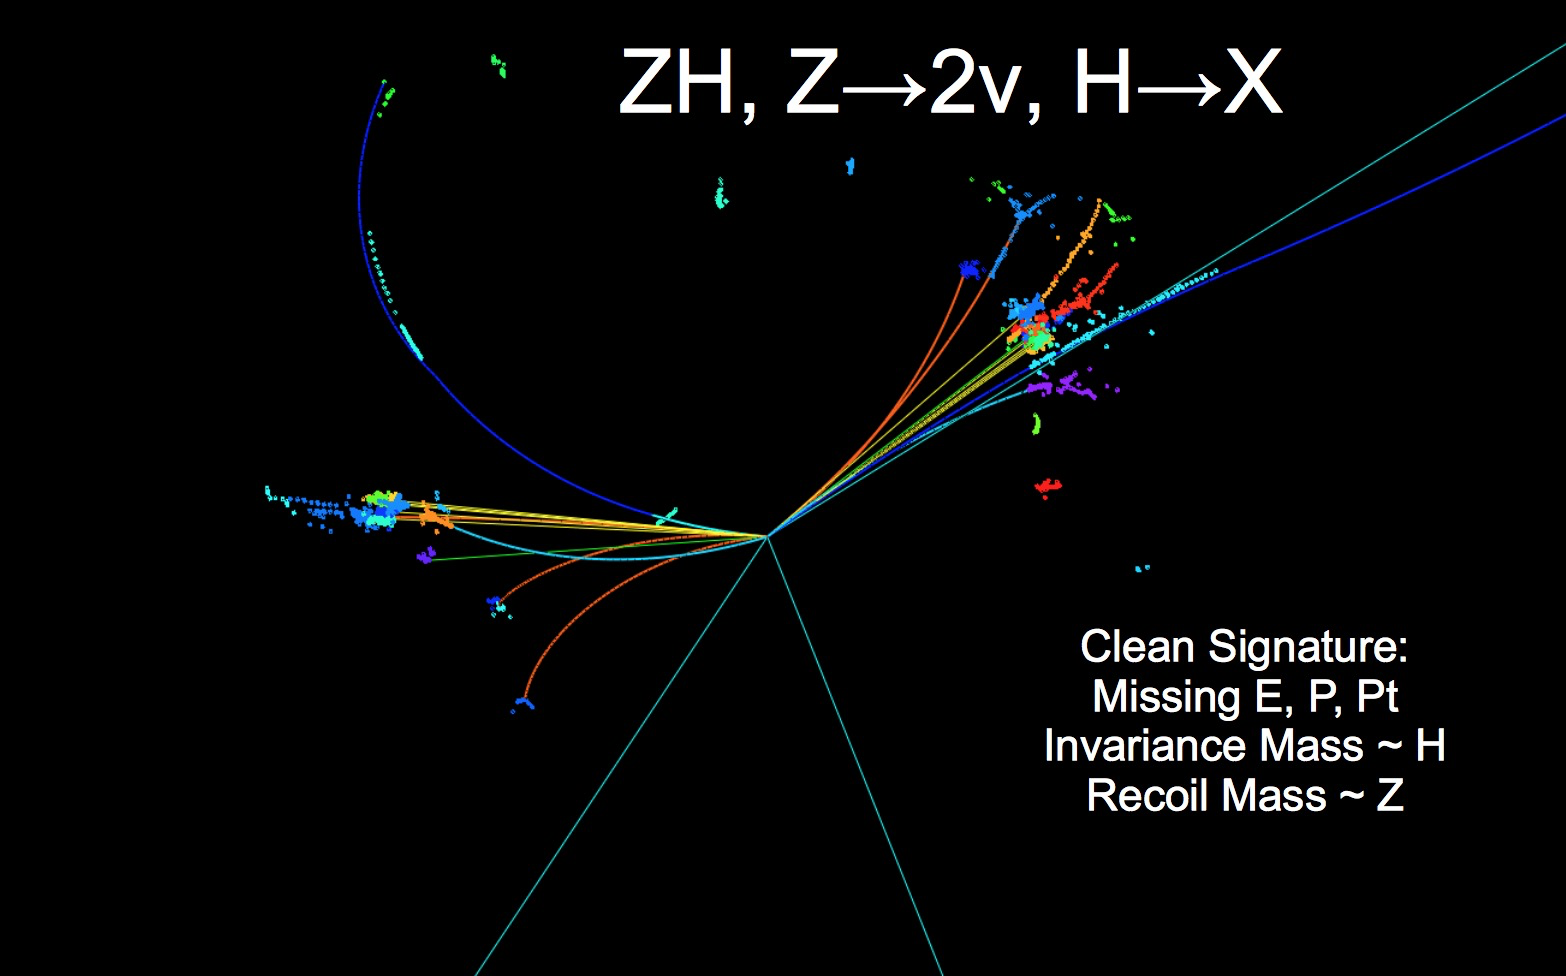 ZH, Z→2v, H→X
Clean Signature:
Missing E, P, Pt
Invariance Mass ~ H
Recoil Mass ~ Z